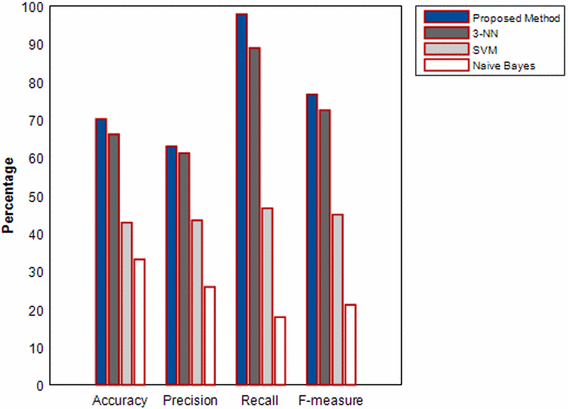 100
90
80
70
60
50
40
30
20
10
0
Percentage
Accuracy Precision Recall F-measure
Proposed Method
3-NN
SVM
Naive Bayes